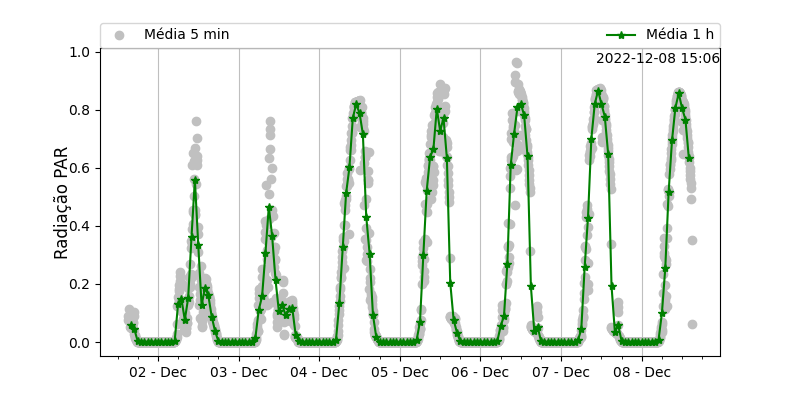 Média 5 min
Média 1 h
2022-12-08 15:06
1.0
0.8
0.6
0.4
0.2
0.0
Radiação PAR
02 - Dec
03 - Dec
04 - Dec
05 - Dec
06 - Dec
07 - Dec
08 - Dec